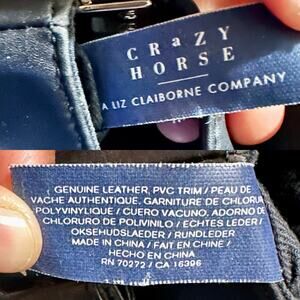 CRaZY
HORSE
A LIZ CLAIBORNE COMPANY
GENUINE LEATHER, PVC TRIM / PEAU DE
VACHE AUTHENTIQUE. GARNITURE DE CHLORUR
POLYVINYLIQUE / CUERO VACUNO, ADORNO DE
CHLORURO DE POLIVINILO / ECHTES LEDER /
OKSEHUDSLAEDER / RUNDLEDER
MADE IN CHINA / FAIT EN CHINE /
HECHO EN CHINA
RN 70272 / CA 16396